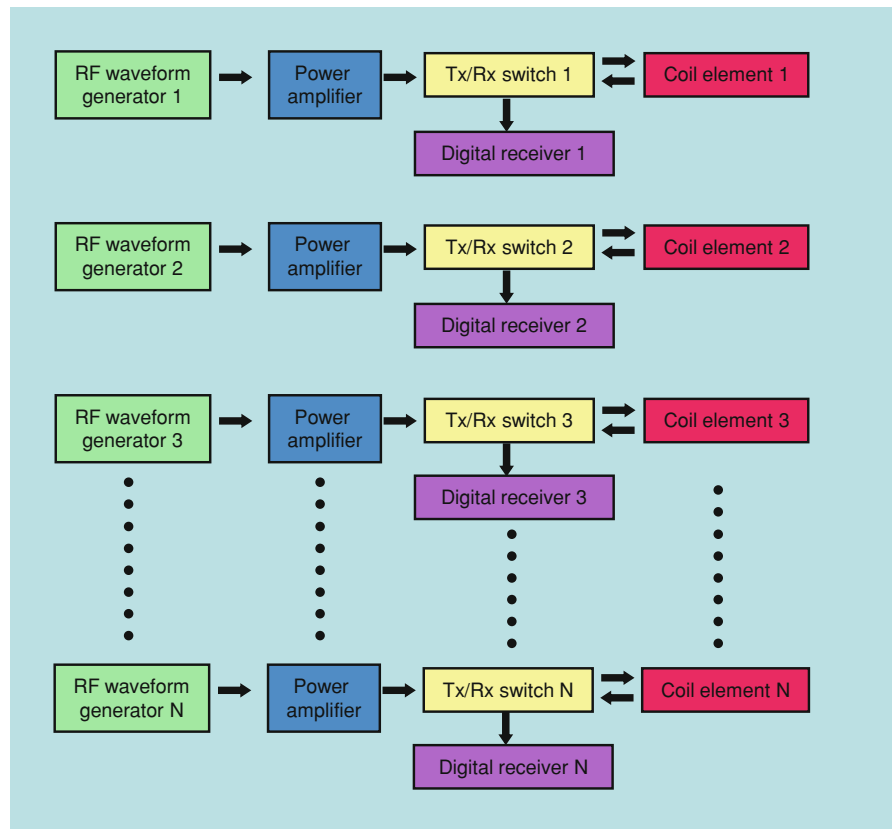 RF waveform
generator 1
Power
amplifier
Tx/Rx switch 1
Coil element 1
Digital receiver 1
RF waveform
generator 2
Power
amplifier
Tx/Rx switch 2
Coil element 2
Digital receiver 2
RF waveform
generator 3
Power
amplifier
Tx/Rx switch 3
Coil element 3
Digital receiver 3
RF waveform
generator N
Power
amplifier
Tx/Rx switch N
Coil element N
Digital receiver N